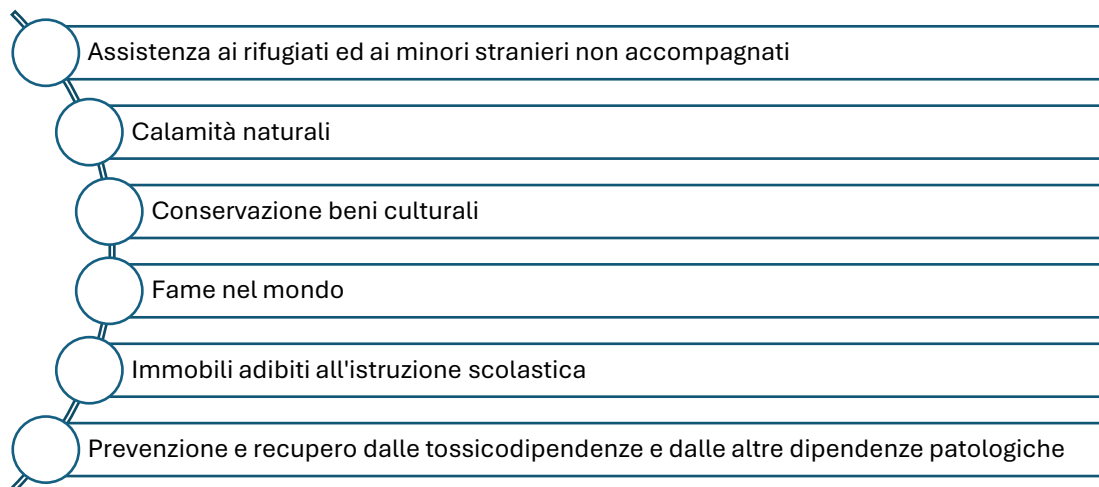 Assistenza ai rifugiati ed ai minori stranieri non accompagnati
Calamità naturali
Conservazione beni culturali
Fame nel mondo
Immobili adibiti all'istruzione scolastica
Prevenzione e recupero dalle tossicodipendenze e dalle altre dipendenze patologiche